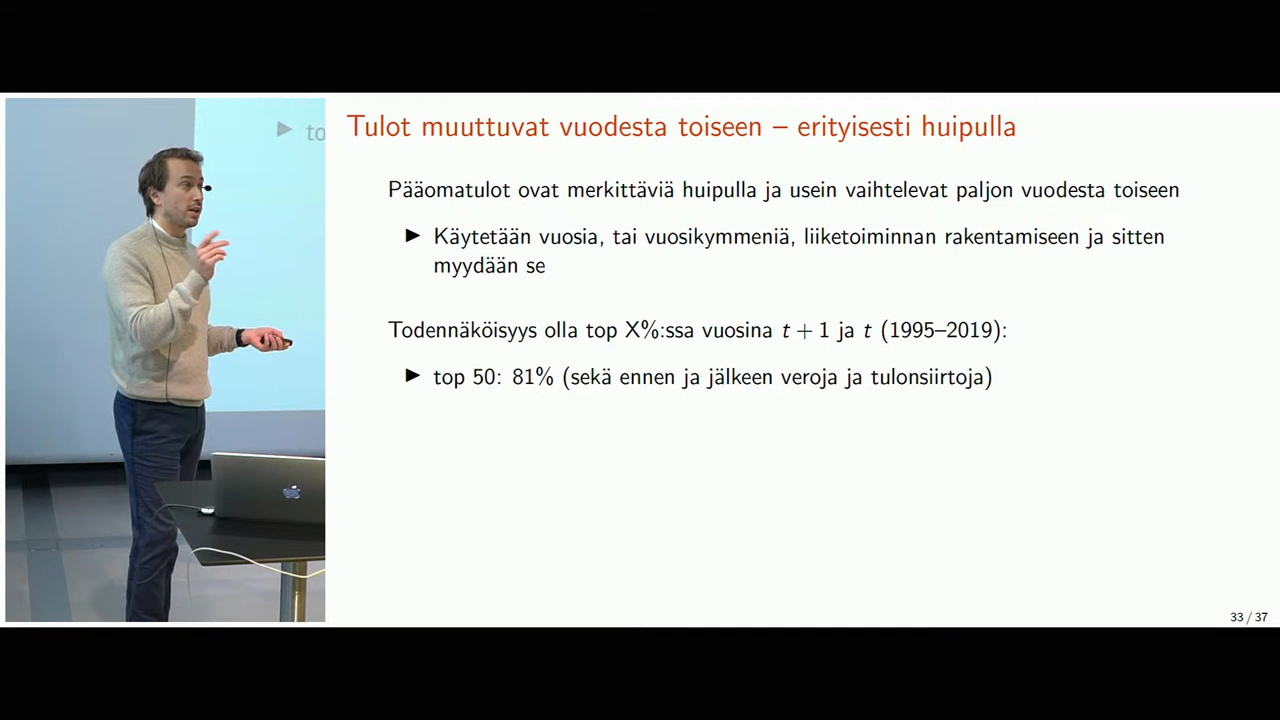 ▶ to
Tulot muuttuvat vuodesta toiseen – erityisesti huipulla
Pääomatulot ovat merkittäviä huipulla ja usein vaihtelevat paljon vuodesta toiseen
▶ Käytetään vuosia, tai vuosikymmeniä, liiketoiminnan rakentamiseen ja sitten
myydään se
Todennäköisyys olla top X%:ssa vuosina t + 1 ja t (1995–2019):
▶ top 50: 81% (sekä ennen ja jälkeen veroja ja tulonsiirtoja)
33 / 37